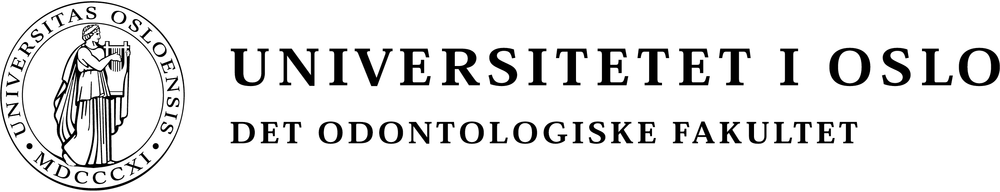 UNIVERSITAS OSLOENSIS
MDCCCXI
UNIVERSITETET I OSLO
DET ODONTOLOGISKE FAKULTET